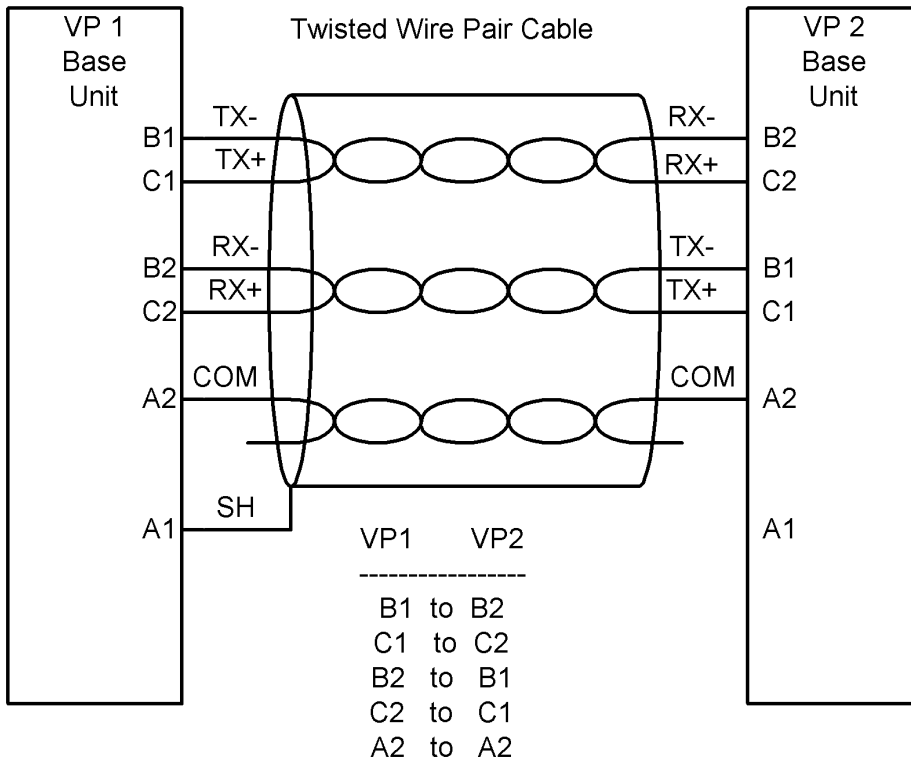 VP 1
Base
Unit
Twisted Wire Pair Cable
VP 2
Base
Unit
TX-
RX-
B1
B2
TX+
RX+
C1
C2
RX-
TX-
B2
B1
RX+
TX+
C2
C1
COM
COM
A2
A2
SH
A1
A1
VP1 VP2
-----------------
B1 to B2
C1 to C2
B2 to B1
C2 to C1
A2 to A2